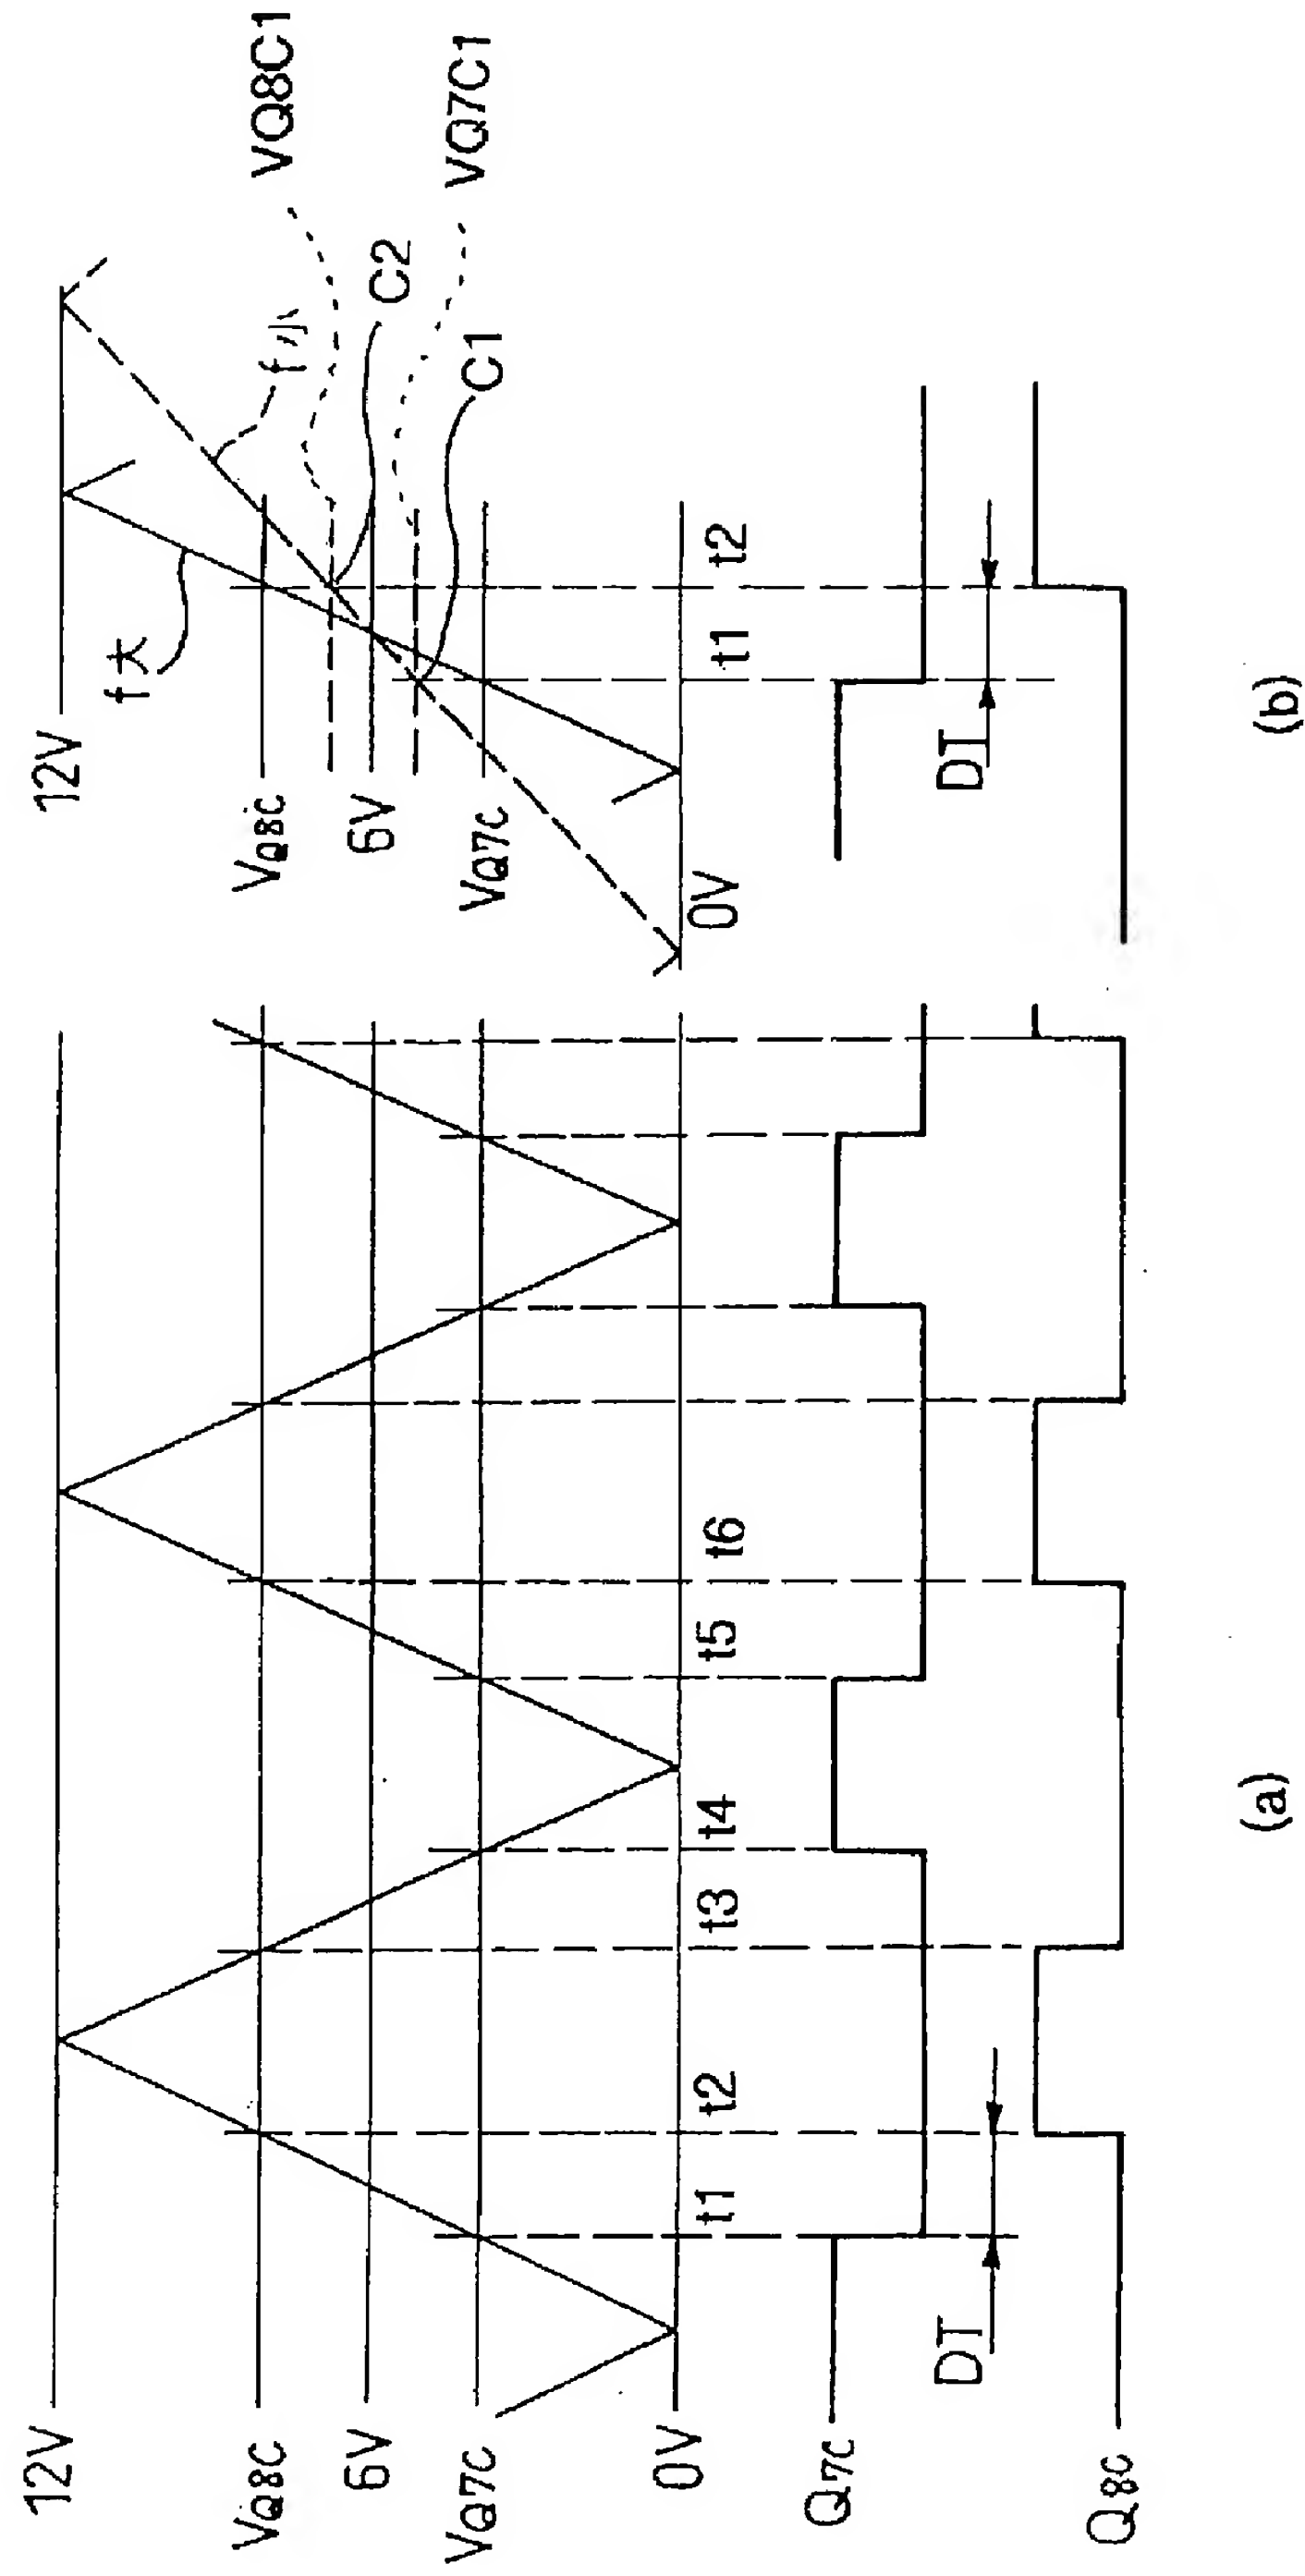 12V
VQ8C
6V
VQ7C
0V
t1 t2 t3 t4 t5 t6
Q7C
DT
Q8C
(a)
12V
f大
f小
VQ8C1
VQ8C
C2
6V
VQ7C1
VQ7C
C1
0V
t1 t2
DT
(b)